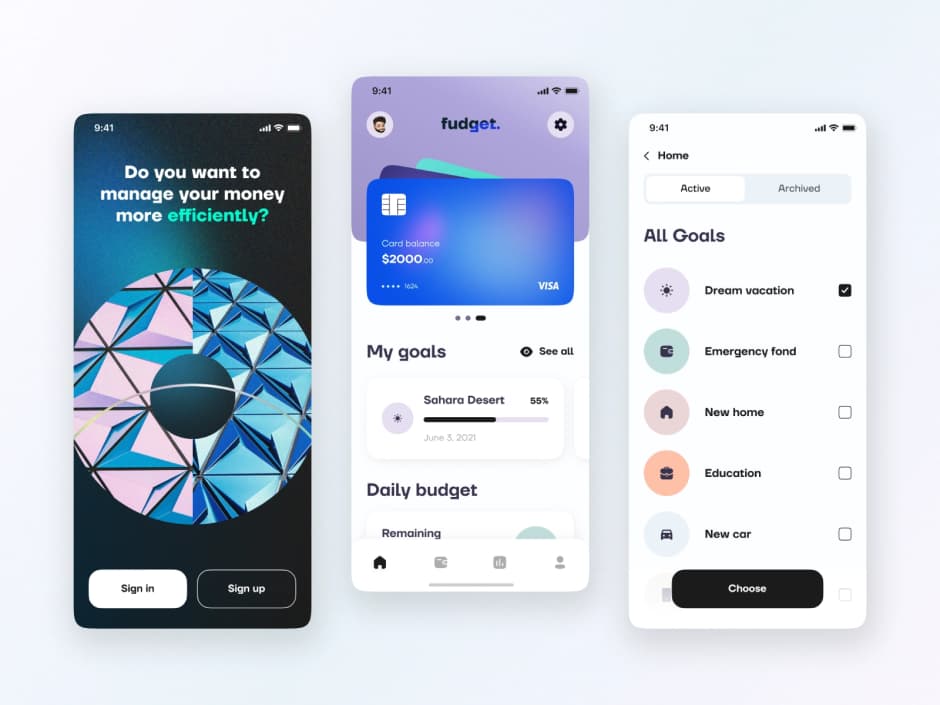 9:41
Do you want to
manage your money
more efficiently?
Sign in
Sign up
9:41
fudget.
Card balance
$2000.00
•••• 1624
VISA
My goals
See all
Sahara Desert
55%
June 3, 2021
Daily budget
Remaining
9:41
Home
Active
Archived
All Goals
Dream vacation
Emergency fond
New home
Education
New car
Choose